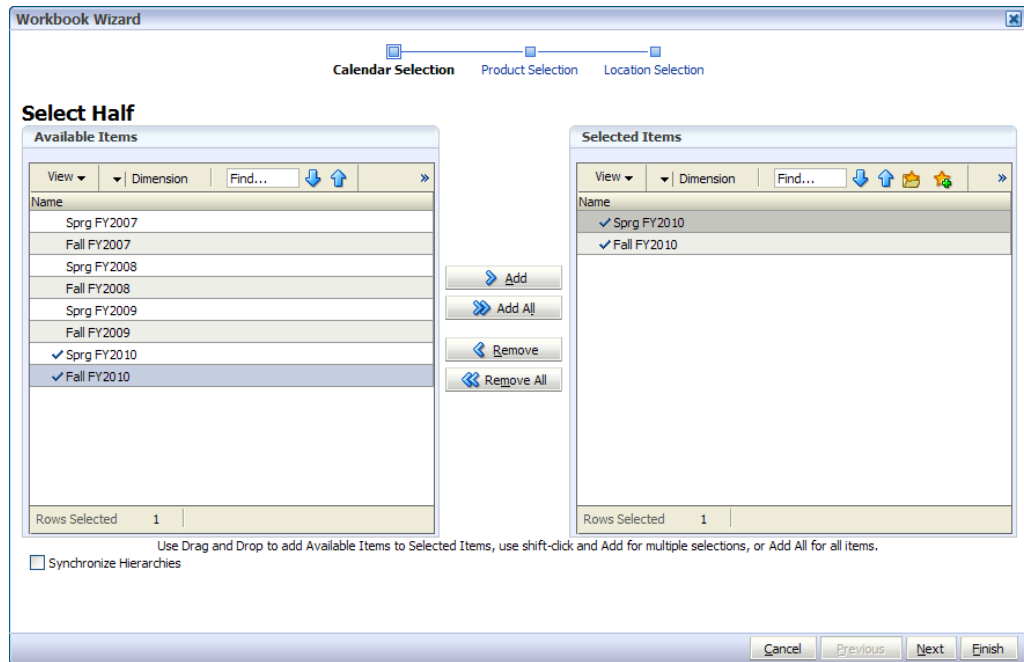 Workbook Wizard
Calendar Selection Product Selection Location Selection
Select Half
Available Items
View Dimension Find... »
Name
Sprg FY2007
Fall FY2007
Sprg FY2008
Fall FY2008
Sprg FY2009
Fall FY2009
Sprg FY2010
Fall FY2010
Rows Selected 1
Add
Add All
Remove
Remove All
Selected Items
View Dimension Find... »
Name
Sprg FY2010
Fall FY2010
Rows Selected 1
Use Drag and Drop to add Available Items to Selected Items, use shift-click and Add for multiple selections, or Add All for all items.
Synchronize Hierarchies
Cancel Previous Next Finish